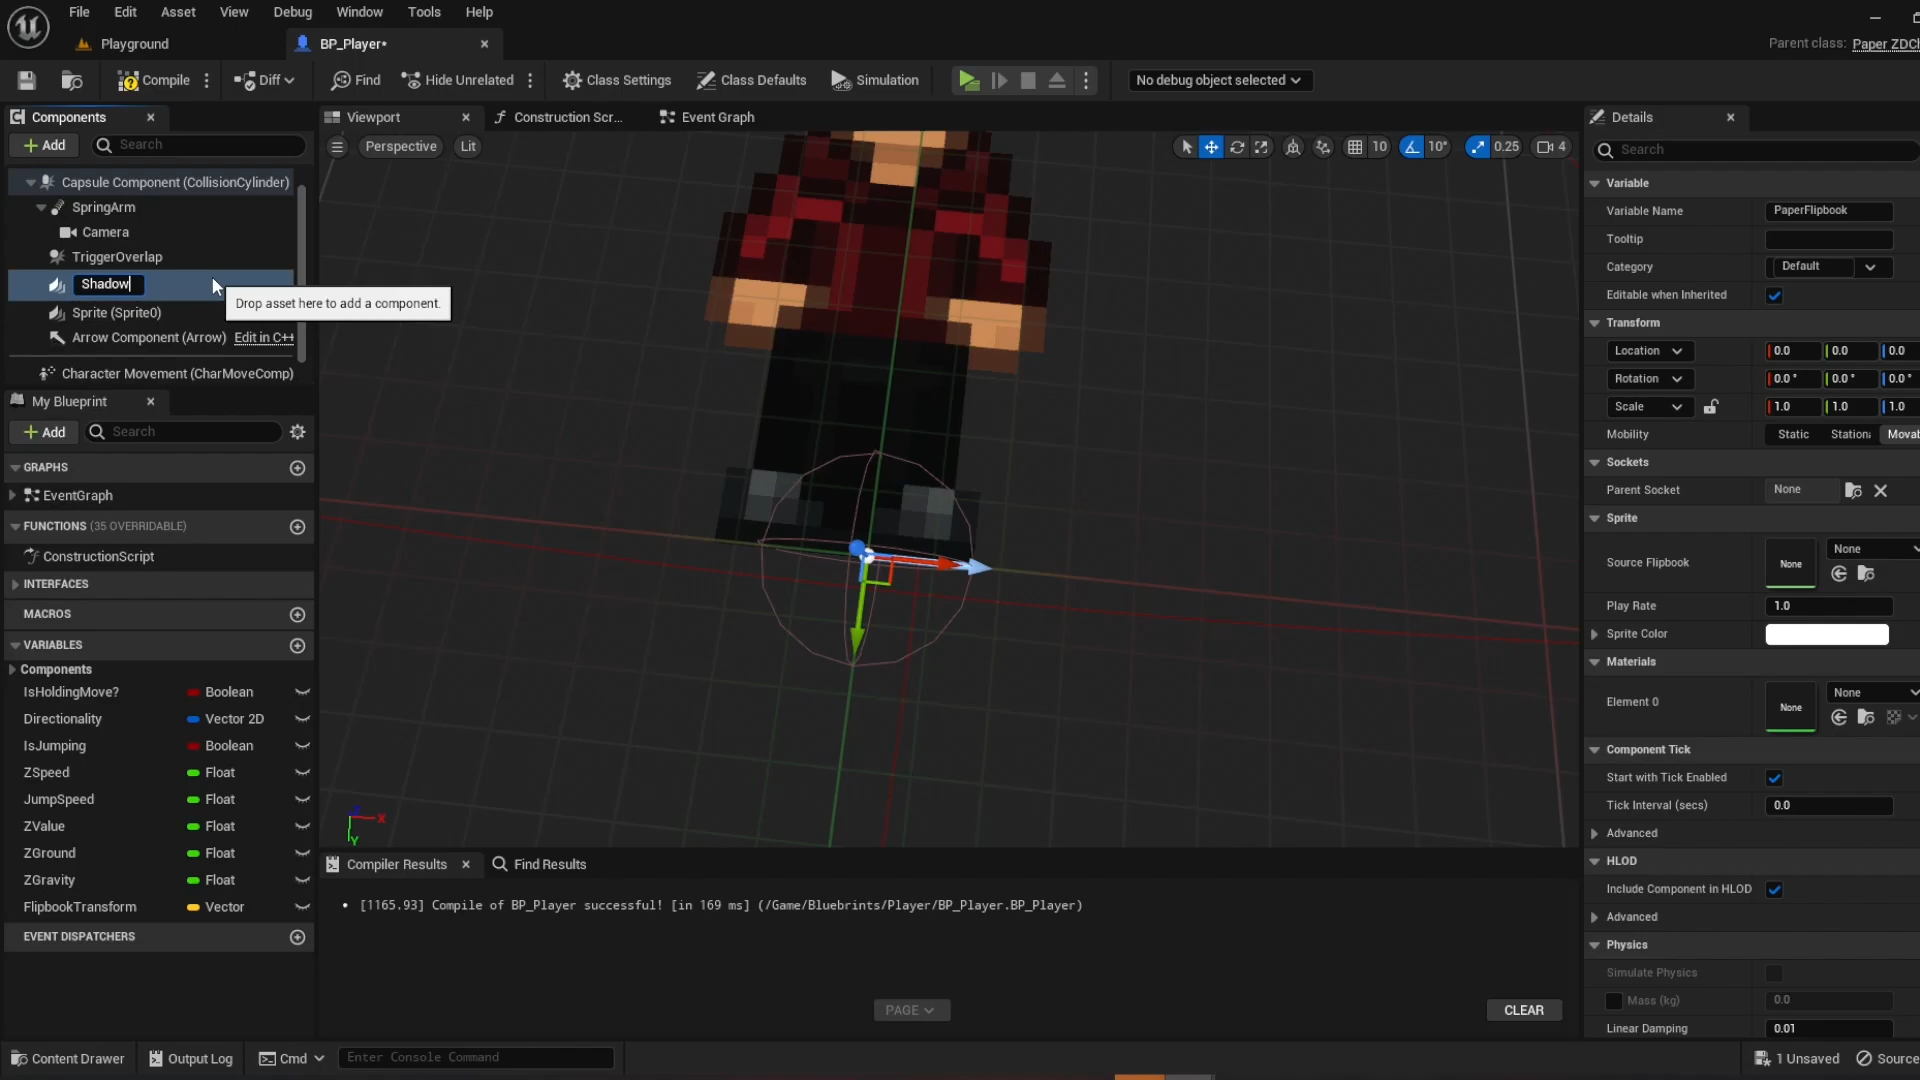 File Edit Asset View Debug Window Tools Help
Playground BP_Player*
Parent class: Paper ZDCh
Compile Diff Find Hide Unrelated Class Settings Class Defaults Simulation No debug object selected
Components
Add Search
Capsule Component (CollisionCylinder)
SpringArm
Camera
TriggerOverlap
Shadow
Sprite (Sprite0)
Arrow Component (Arrow) Edit in C++
Character Movement (CharMoveComp)
Drop asset here to add a component.
My Blueprint
Add Search
GRAPHS
EventGraph
FUNCTIONS (35 OVERRIDABLE)
ConstructionScript
INTERFACES
MACROS
VARIABLES
Components
IsHoldingMove? Boolean
Directionality Vector 2D
IsJumping Boolean
ZSpeed Float
JumpSpeed Float
ZValue Float
ZGround Float
ZGravity Float
FlipbookTransform Vector
EVENT DISPATCHERS
Viewport Construction Scr... Event Graph
Perspective Lit 10 10° 0.25 4
X
Y
Compiler Results Find Results
• [1165.93] Compile of BP_Player successful! [in 169 ms] (/Game/Bluebrints/Player/BP_Player.BP_Player)
PAGE CLEAR
Details
Search
Variable
Variable Name PaperFlipbook
Tooltip
Category Default
Editable when Inherited
Transform
Location 0.0 0.0 0.0
Rotation 0.0° 0.0° 0.0°
Scale 1.0 1.0 1.0
Mobility Static Station Moval
Sockets
Parent Socket None
Sprite
Source Flipbook None None
Play Rate 1.0
Sprite Color
Materials
Element 0 None None
Component Tick
Start with Tick Enabled
Tick Interval (secs) 0.0
Advanced
HLOD
Include Component in HLOD
Advanced
Physics
Simulate Physics
Mass (kg) 0.0
Linear Damping 0.01
Content Drawer Output Log Cmd Enter Console Command 1 Unsaved Source